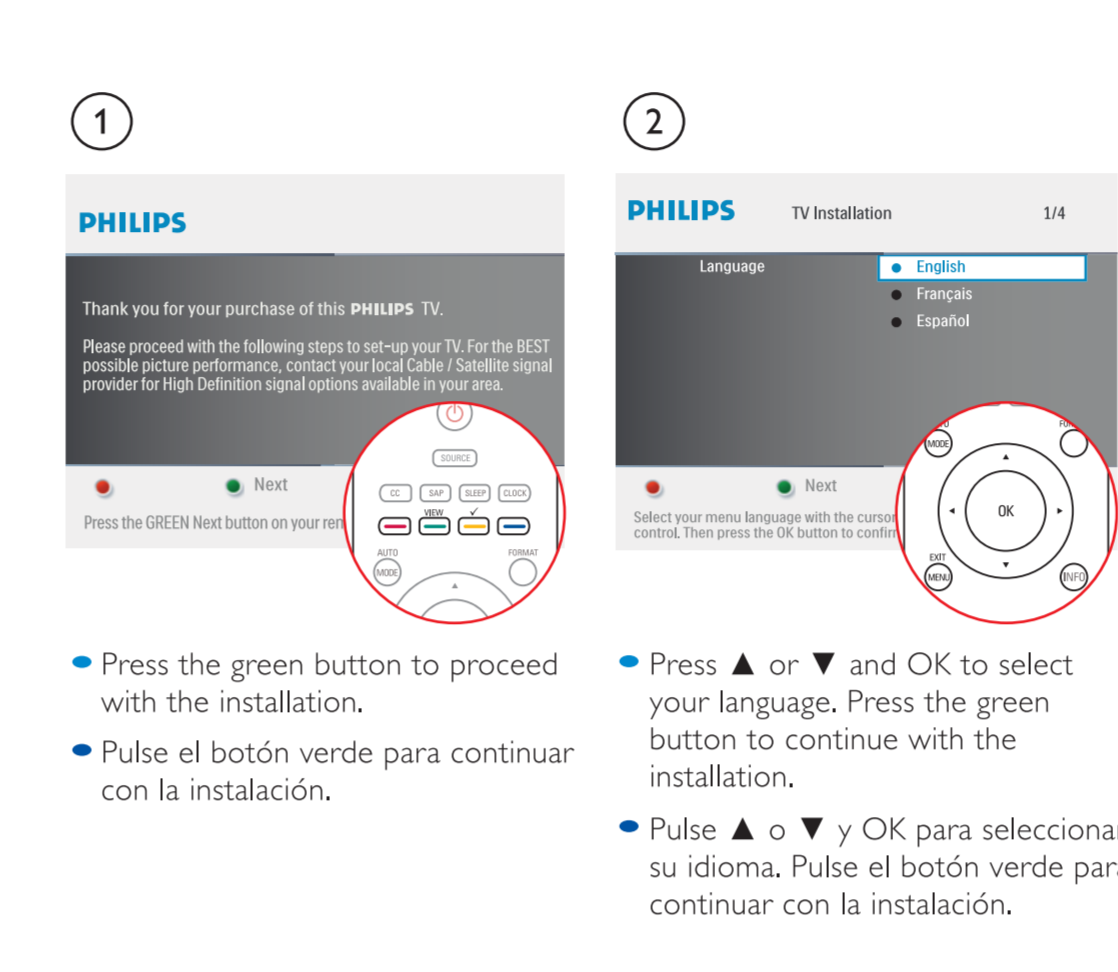 1
PHILIPS
Thank you for your purchase of this PHILIPS TV.
Please proceed with the following steps to set-up your TV. For the BEST
possible picture performance, contact your local Cable / Satellite signal
provider for High Definition signal options available in your area.
Next
Press the GREEN Next button on your
SOURCE
CC SAP SLEEP CLOCK
VIEW
AUTO FORMAT
MODE
Press the green button to proceed
with the installation.
Pulse el botón verde para continuar
con la instalación.
2
PHILIPS TV Installation 1/4
Language English
Français
Español
Next
Select your menu language with the cursor
control. Then press the OK button to
MODE
OK
EXIT
MENU INFO
Press ▲ or ▼ and OK to select
your language. Press the green
button to continue with the
installation.
Pulse ▲ o ▼ y OK para seleccionar
su idioma. Pulse el botón verde para
continuar con la instalación.